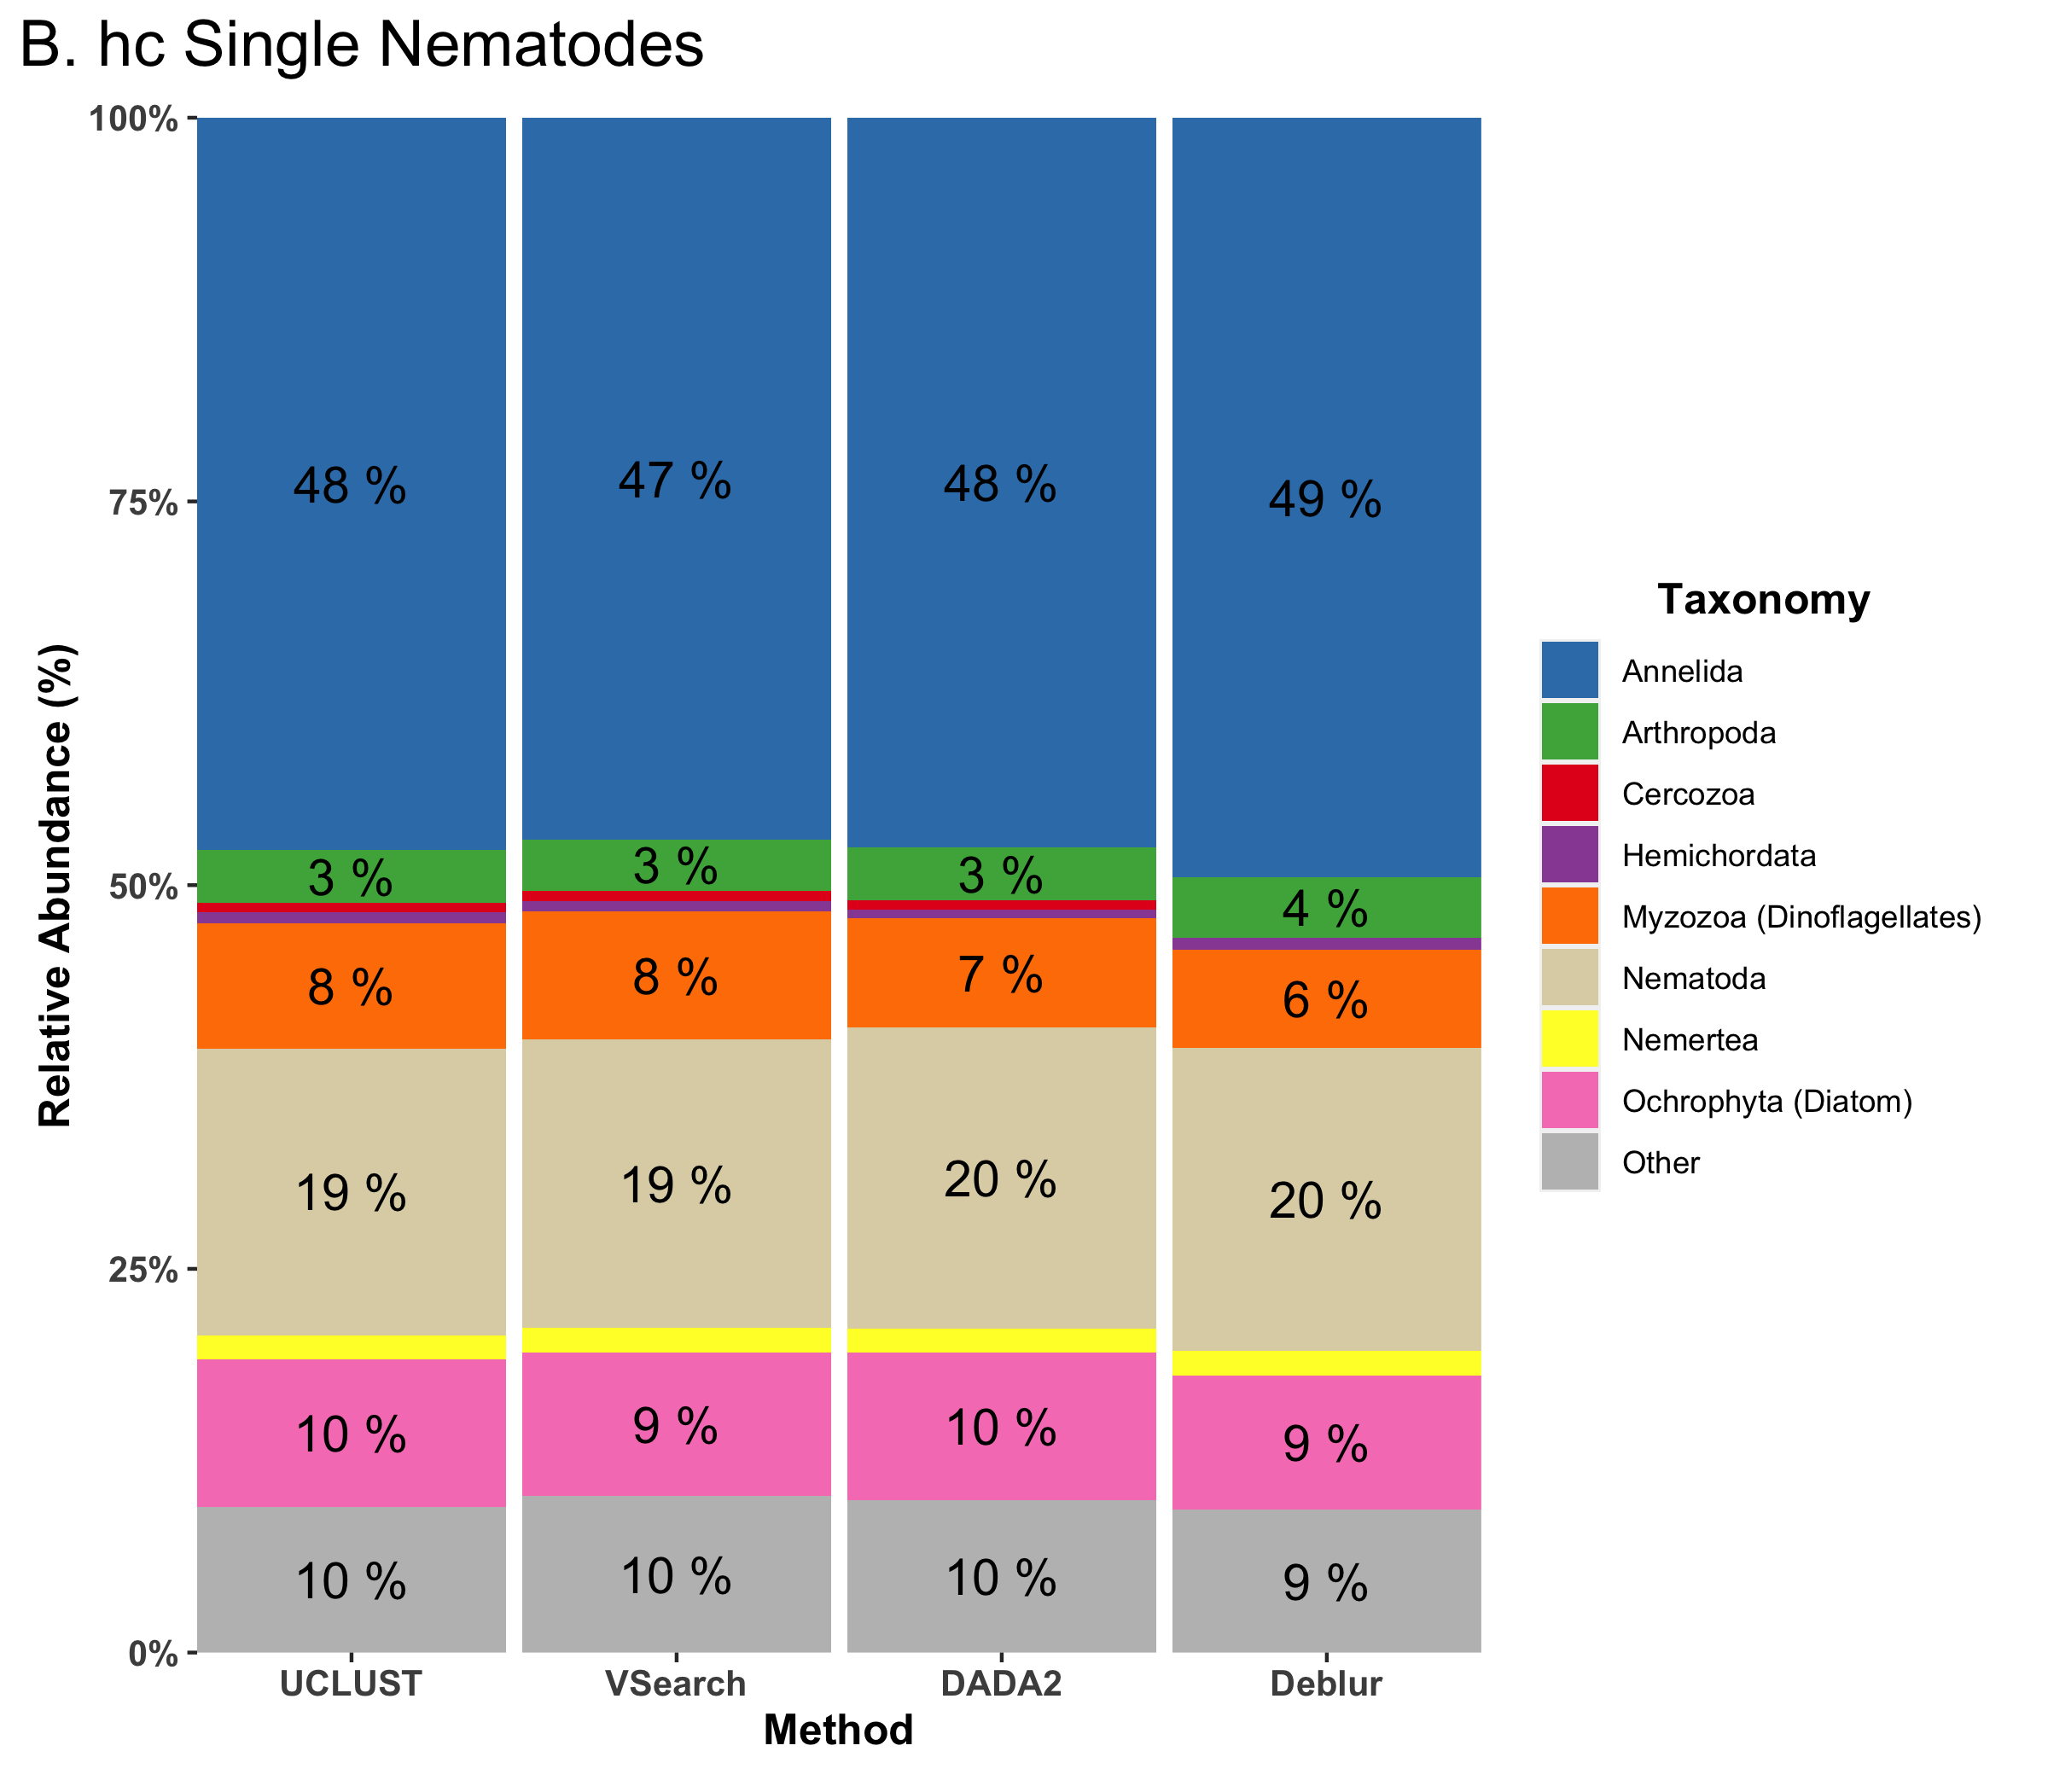 B. hc Single Nematodes
100%
75%
50%
25%
0%
Relative Abundance (%)
48 %
47 %
48 %
49 %
3 %
3 %
3 %
4 %
8 %
8 %
7 %
6 %
19 %
19 %
20 %
20 %
10 %
9 %
10 %
9 %
10 %
10 %
10 %
9 %
UCLUST
VSearch
DADA2
Deblur
Method
Taxonomy
Annelida
Arthropoda
Cercozoa
Hemichordata
Myzozoa (Dinoflagellates)
Nematoda
Nemertea
Ochrophyta (Diatom)
Other